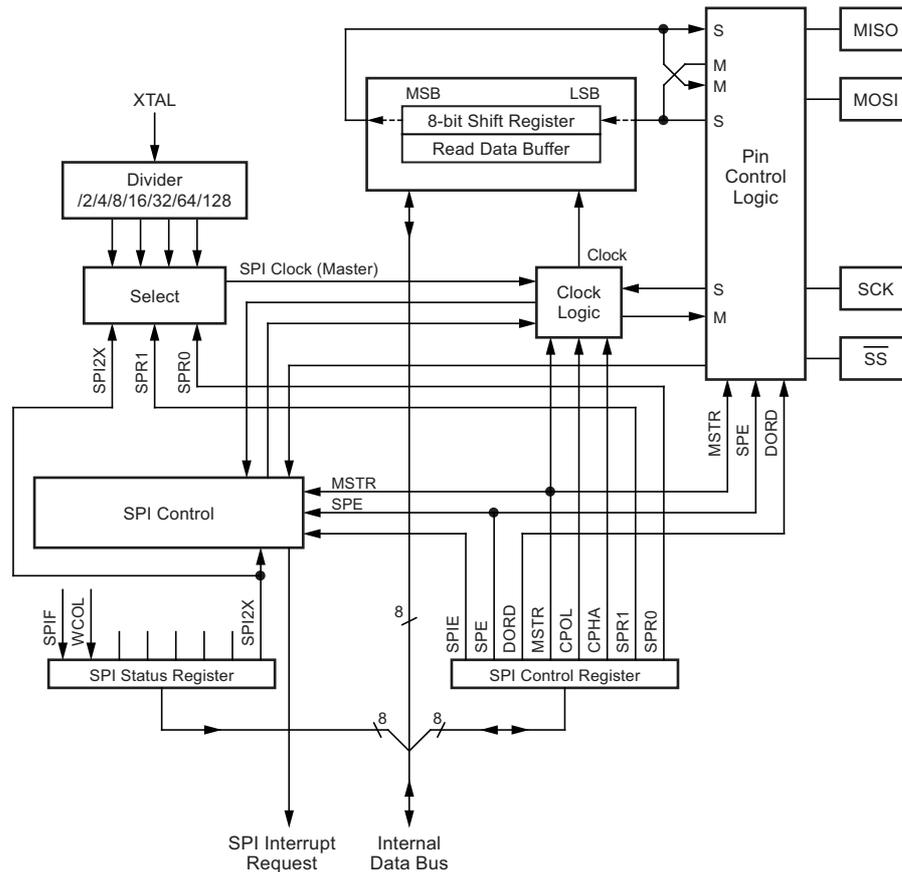 S
MISO
M
M
MSB
LSB
XTAL
MOSI
8-bit Shift Register
S
Read Data Buffer
Pin
Control
Logic
Divider
/2/4/8/16/32/64/128
Clock
SPI Clock (Master)
Select
Clock
Logic
S
SCK
M
SS
SPI2X
SPR1
SPR0
MSTR
SPE
DORD
MSTR
SPE
SPI Control
SPIF
WCOL
SPI2X
8
SPIE
SPE
DORD
MSTR
CPOL
CPHA
SPR1
SPR0
SPI Status Register
SPI Control Register
8
8
SPI Interrupt
Request
Internal
Data Bus